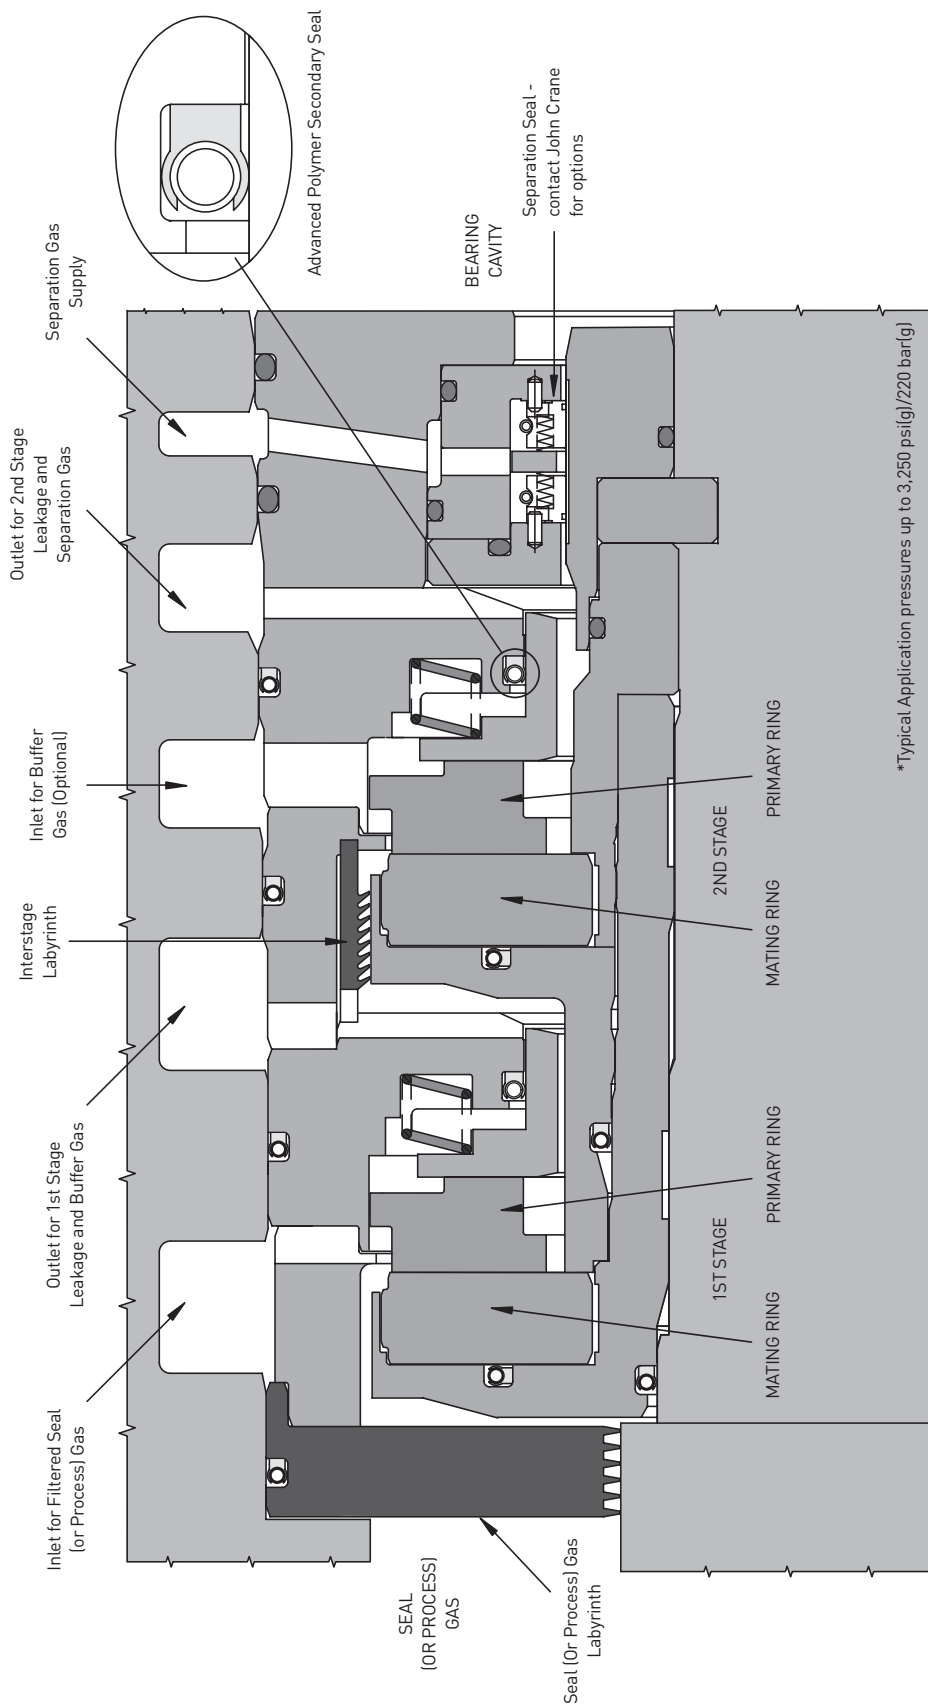 Inlet for Filtered Seal
(or Process) Gas
Outlet for 1st Stage
Leakage and Buffer Gas
Interstage
Labyrinth
Inlet for Buffer
Gas (Optional)
Outlet for 2nd Stage
Leakage and
Separation Gas
Separation Gas
Supply
Advanced Polymer Secondary Seal
SEAL
(OR PROCESS)
GAS
BEARING
CAVITY
Separation Seal -
contact John Crane
for options
Seal (Or Process) Gas
Labyrinth
1ST STAGE
2ND STAGE
MATING RING
PRIMARY RING
MATING RING
PRIMARY RING
*Typical Application pressures up to 3,250 psi(g)/220 bar(g)